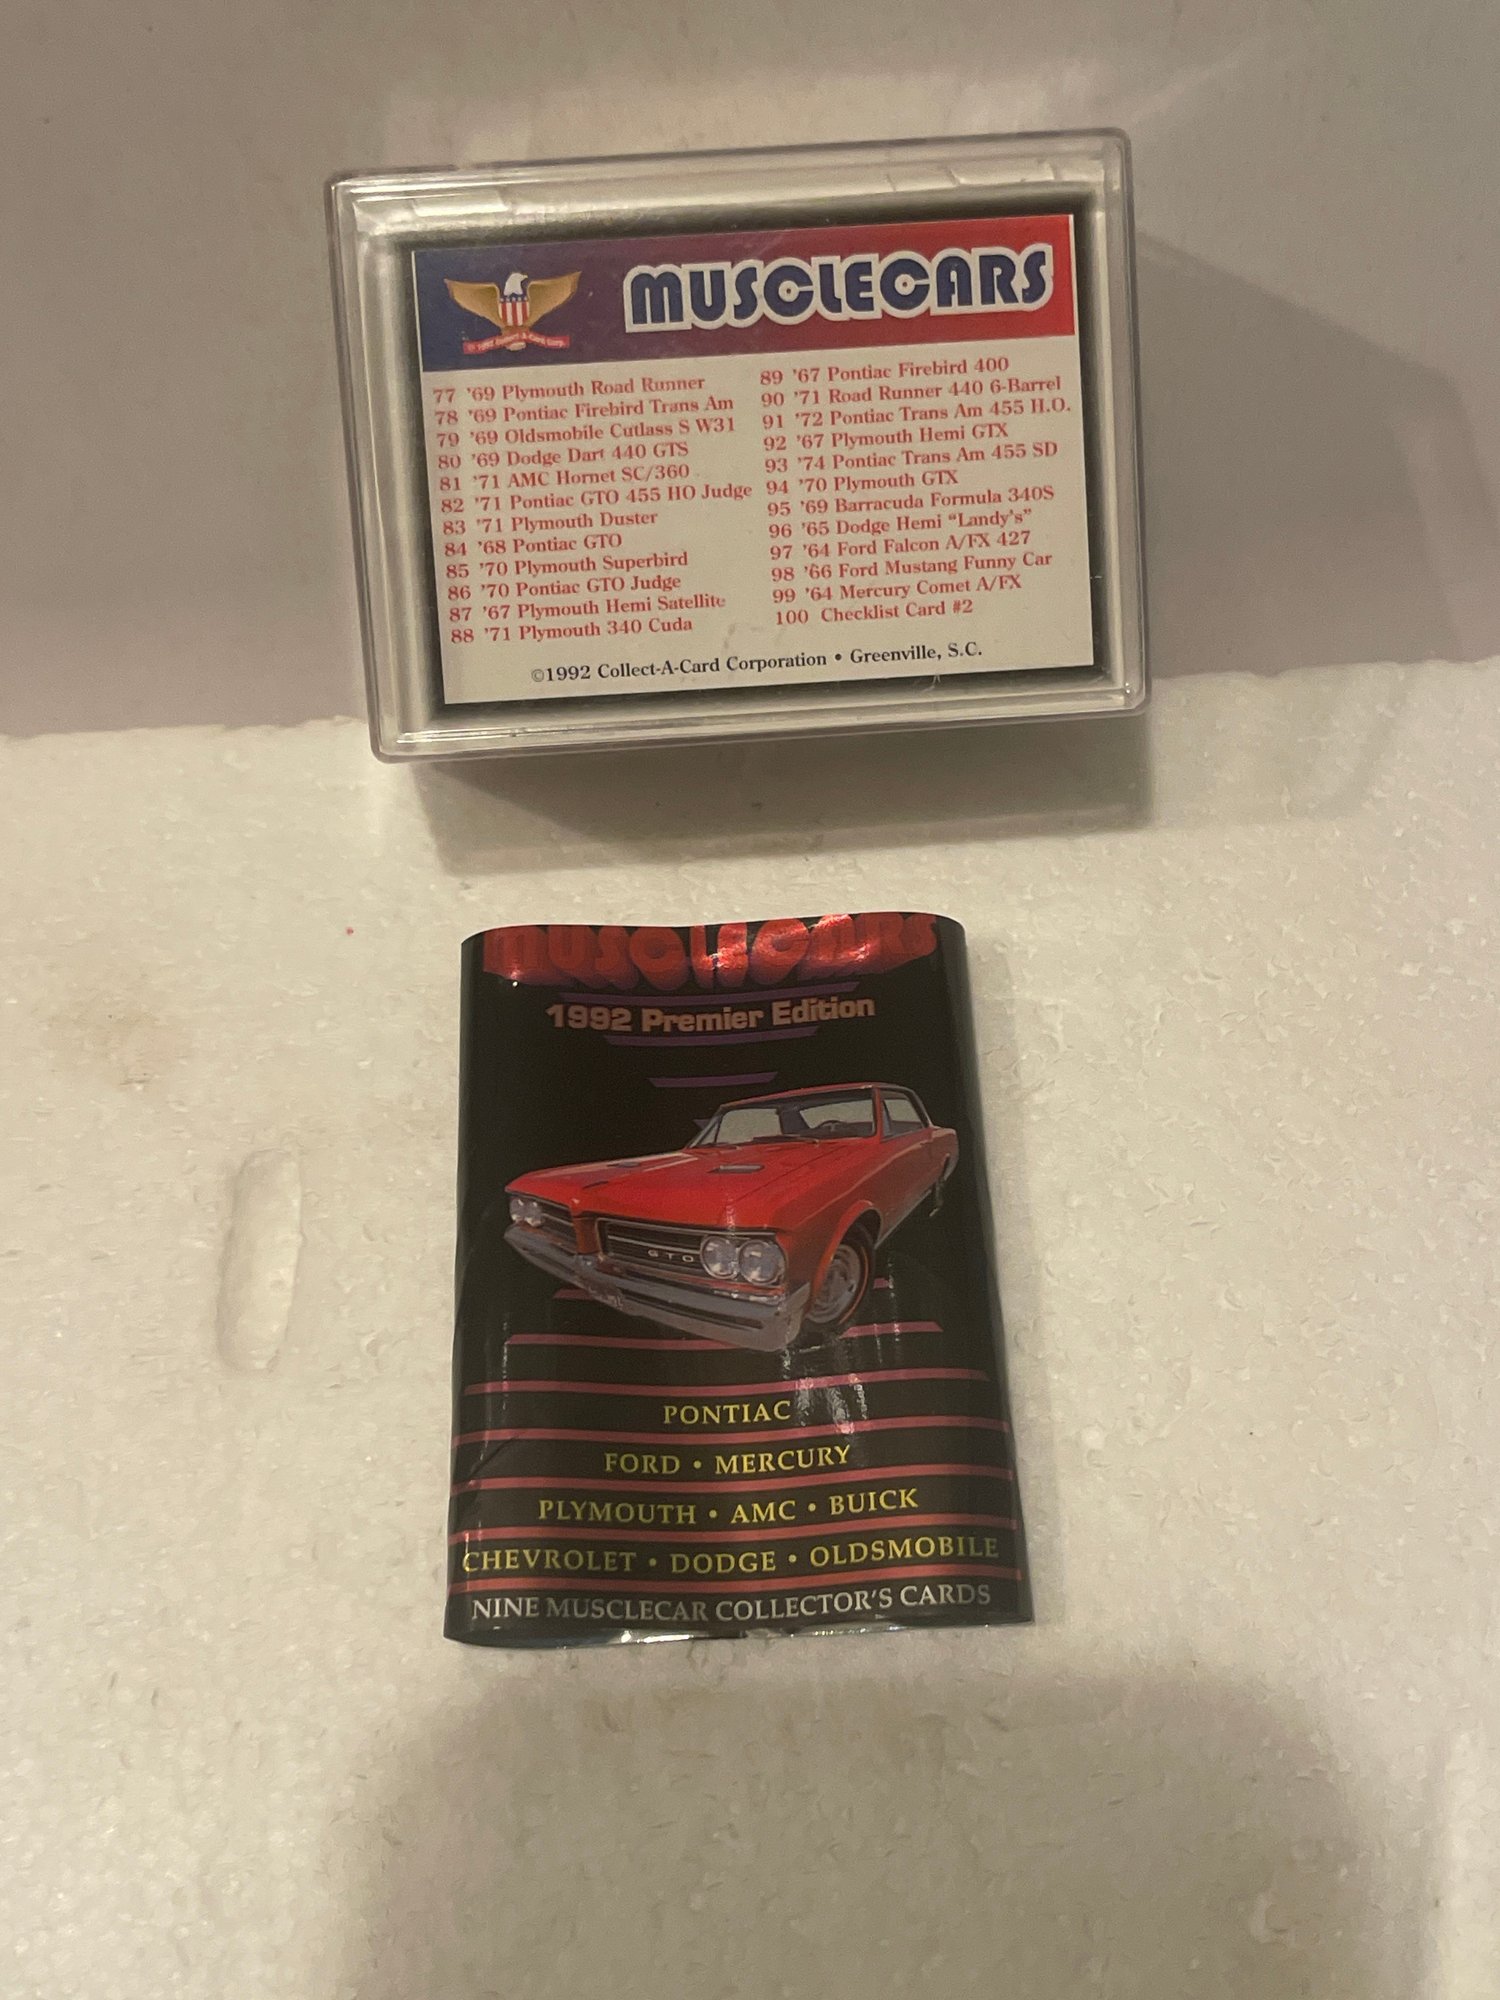 MUSCLECARS
© 1992 Collect-A-Card Corp.
77 '69 Plymouth Road Runner
78 '69 Pontiac Firebird Trans Am
79 '69 Oldsmobile Cutlass S W31
80 '69 Dodge Dart 440 GTS
81 '71 AMC Hornet SC/360
82 '71 Pontiac GTO 455 HO Judge
83 '71 Plymouth Duster
84 '68 Pontiac GTO
85 '70 Plymouth Superbird
86 '70 Pontiac GTO Judge
87 '67 Plymouth Hemi Satellite
88 '71 Plymouth 340 Cuda
89 '67 Pontiac Firebird 400
90 '71 Road Runner 440 6-Barrel
91 '72 Pontiac Trans Am 455 H.O.
92 '67 Plymouth Hemi GTX
93 '74 Pontiac Trans Am 455 SD
94 '70 Plymouth GTX
95 '69 Barracuda Formula 340S
96 '65 Dodge Hemi “Landy's”
97 '64 Ford Falcon A/FX 427
98 '66 Ford Mustang Funny Car
99 '64 Mercury Comet A/FX
100 Checklist Card #2
©1992 Collect-A-Card Corporation • Greenville, S.C.
MUSCLECARS
1992 Premier Edition
GTO
PONTIAC
FORD • MERCURY
PLYMOUTH • AMC • BUICK
CHEVROLET • DODGE • OLDSMOBILE
NINE MUSCLECAR COLLECTOR'S CARDS